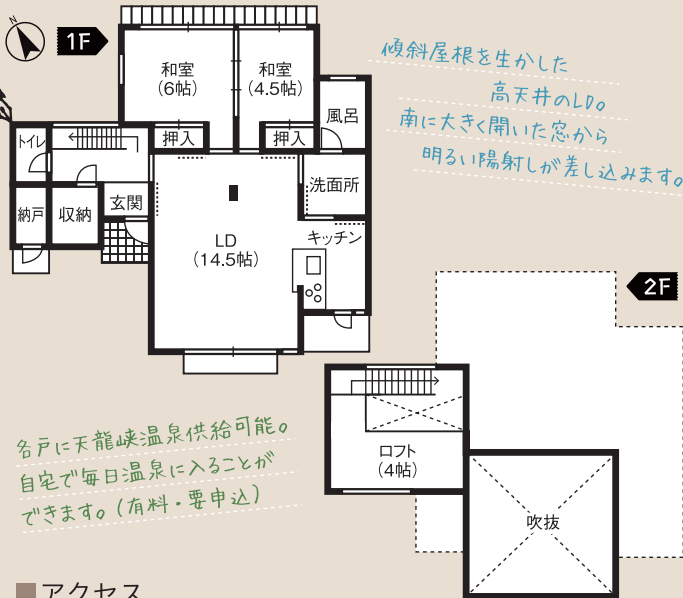 N
1F
和室
(6帖)
和室
(4.5帖)
風呂
トイレ
押入
押入
洗面所
納戸
収納
玄関
キッチン
LD
(14.5帖)
傾斜屋根を生かした
高天井のLD。
南に大きく開いた窓から
明るい陽射しが差し込みます。
2F
ロフト
(4帖)
吹抜
各戸に天龍峡温泉供給可能。
自宅で毎日温泉に入ることが
できます。(有料・要申込)
アクセス